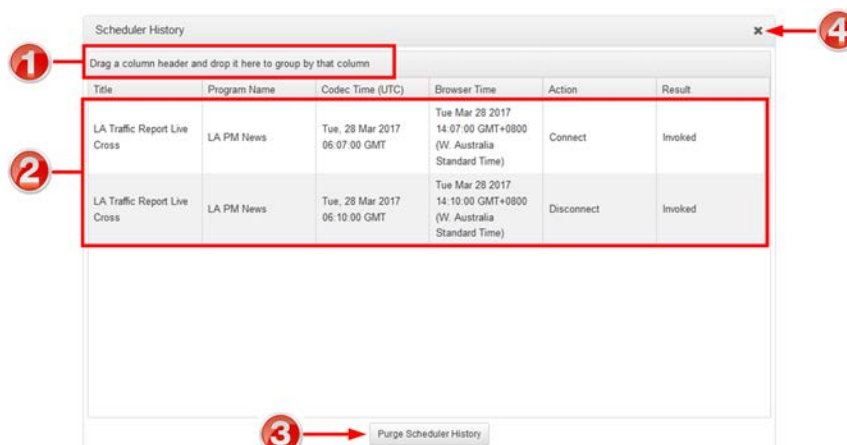 Scheduler History
4
1
Drag a column header and drop it here to group by that column
Title Program Name Codec Time (UTC) Browser Time Action Result
2
LA Traffic Report Live
Cross
LA PM News
Tue, 28 Mar 2017
06:07:00 GMT
Tue Mar 28 2017
14:07:00 GMT+0800
(W. Australia
Standard Time)
Connect
Invoked
LA Traffic Report Live
Cross
LA PM News
Tue, 28 Mar 2017
06:10:00 GMT
Tue Mar 28 2017
14:10:00 GMT+0800
(W. Australia
Standard Time)
Disconnect
Invoked
3
Purge Scheduler History